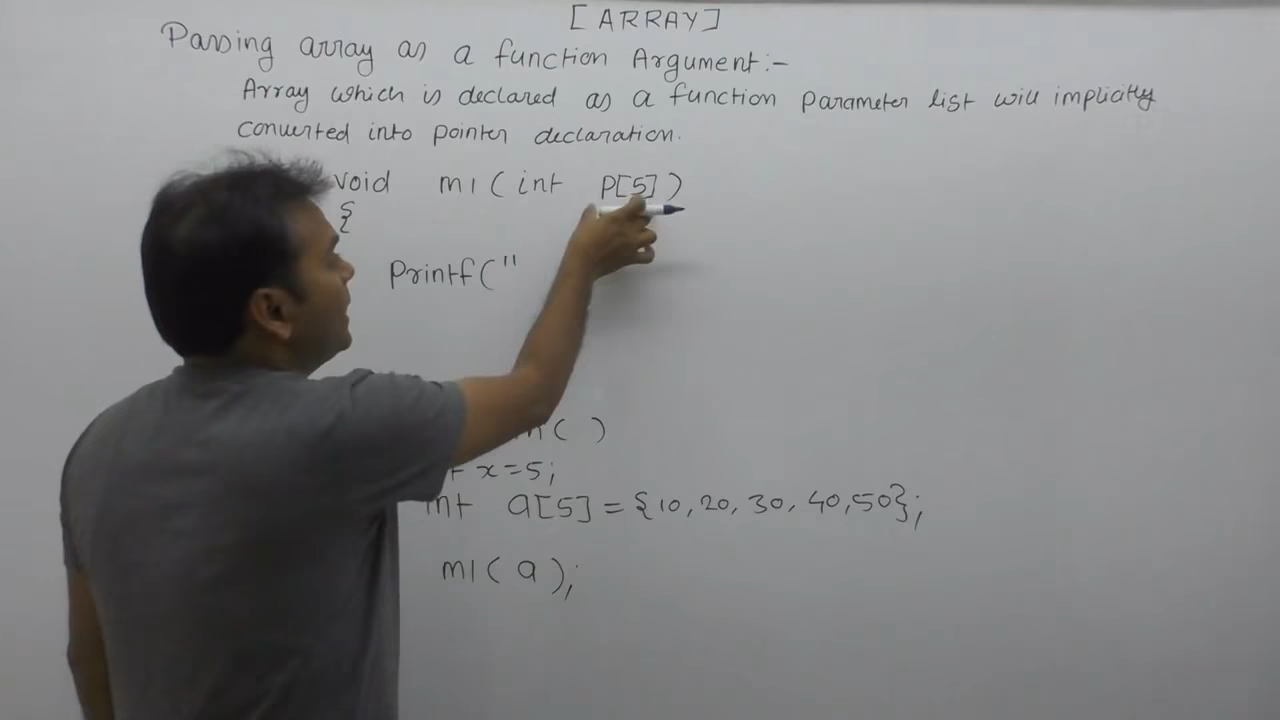 [ARRAY]
Passing array as a function Argument:-
Array which is declared as a function parameter list will implicitly
converted into pointer declaration.
void m1(int P[5])
{
Printf("
( )
x=5;
int a[5]={10,20,30,40,50};
m1(a);